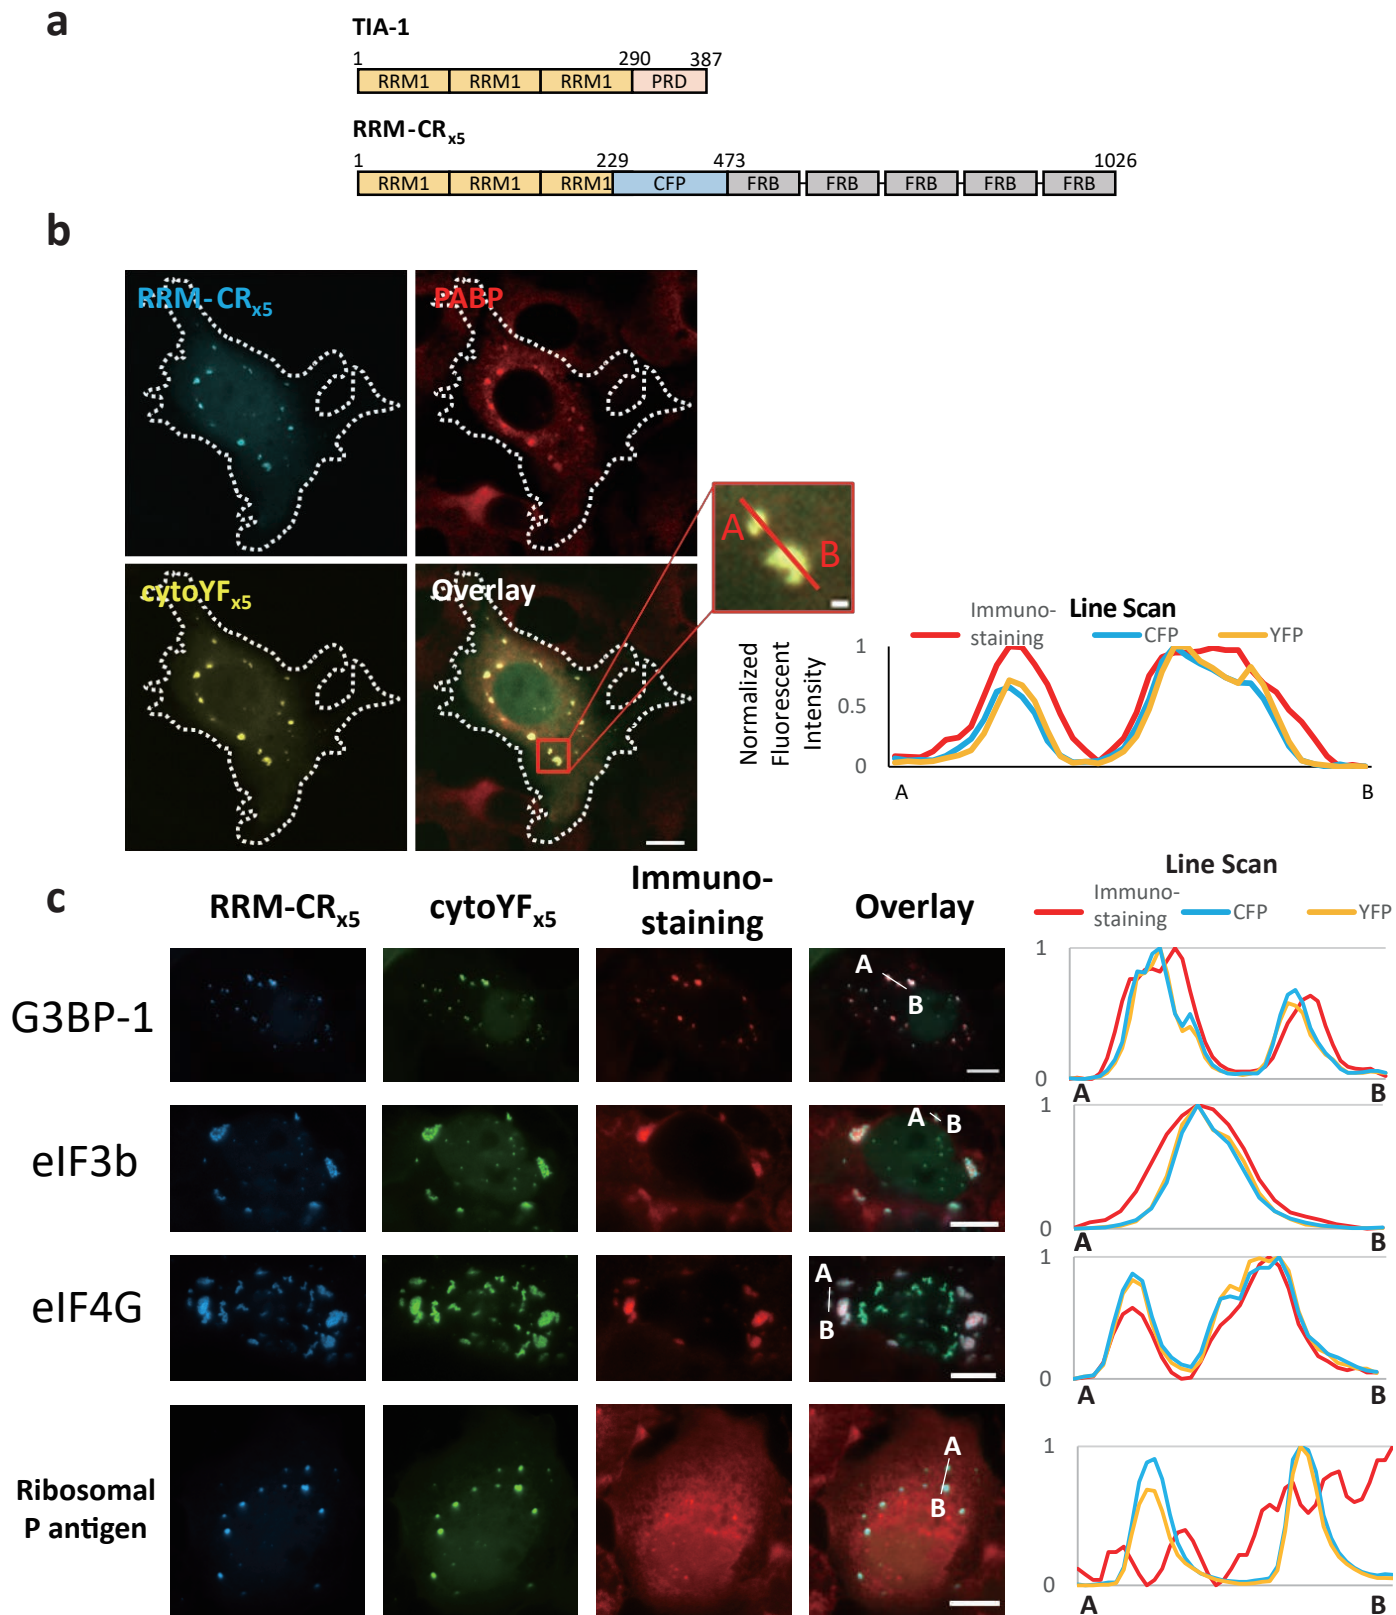 a
TIA-1
1 290 387
RRM1 RRM1 RRM1 PRD
RRM-CRx5
1 229 473 1026
RRM1 RRM1 RRM1 CFP FRB FRB FRB FRB FRB
b
RRM-CRx5 PABP
cytoYFx5 Overlay
A
B
Line Scan
Immuno-
staining CFP YFP
Normalized
Fluorescent
Intensity
1
0.5
0
A B
c
RRM-CRx5 cytoYFx5 Immuno-
staining Overlay Line Scan
Immuno-
staining CFP YFP
G3BP-1 A B 1
0
A B
eIF3b A B 1
0
A B
eIF4G A
B 1
0
A B
Ribosomal
P antigen A
B 1
0
A B